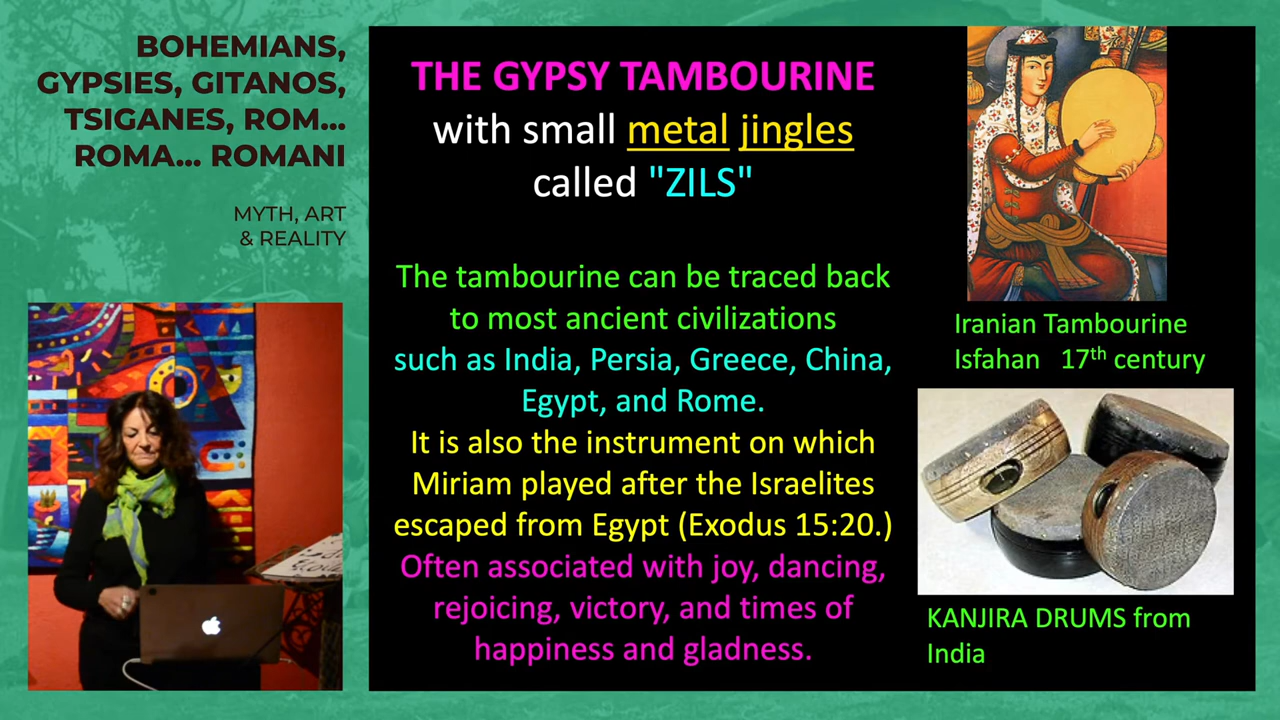 BOHEMIANS,
GYPSIES, GITANOS,
TSIGANES, ROM...
ROMA... ROMANI
MYTH, ART
& REALITY
THE GYPSY TAMBOURINE
with small metal jingles
called "ZILS"
The tambourine can be traced back
to most ancient civilizations
such as India, Persia, Greece, China,
Egypt, and Rome.
It is also the instrument on which
Miriam played after the Israelites
escaped from Egypt (Exodus 15:20.)
Often associated with joy, dancing,
rejoicing, victory, and times of
happiness and gladness.
Iranian Tambourine
Isfahan 17th century
KANJIRA DRUMS from
India